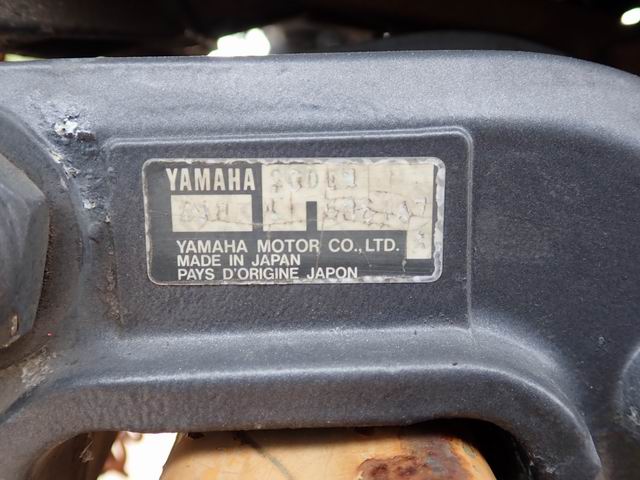 YAMAHA
YAMAHA MOTOR CO., LTD.
MADE IN JAPAN
PAYS D'ORIGINE JAPON